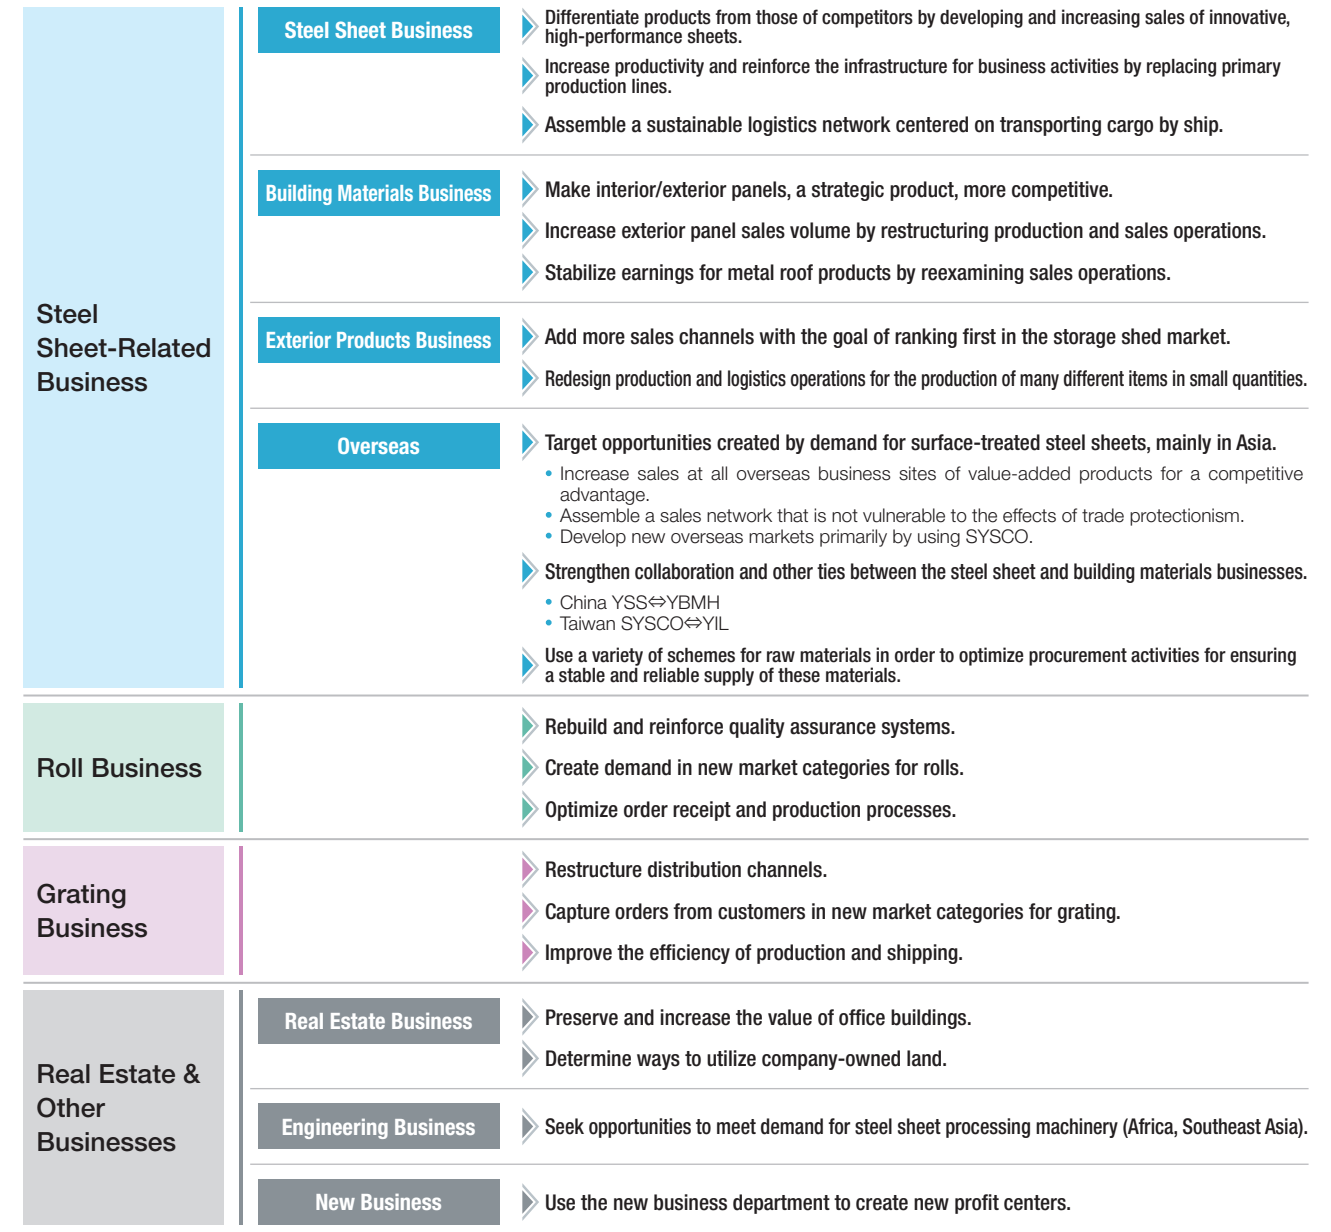 Steel
Sheet-Related
Business
Steel Sheet Business
Differentiate products from those of competitors by developing and increasing sales of innovative,
high-performance sheets.
Increase productivity and reinforce the infrastructure for business activities by replacing primary
production lines.
Assemble a sustainable logistics network centered on transporting cargo by ship.
Building Materials Business
Make interior/exterior panels, a strategic product, more competitive.
Increase exterior panel sales volume by restructuring production and sales operations.
Stabilize earnings for metal roof products by reexamining sales operations.
Exterior Products Business
Add more sales channels with the goal of ranking first in the storage shed market.
Redesign production and logistics operations for the production of many different items in small quantities.
Overseas
Target opportunities created by demand for surface-treated steel sheets, mainly in Asia.
• Increase sales at all overseas business sites of value-added products for a competitive
advantage.
• Assemble a sales network that is not vulnerable to the effects of trade protectionism.
• Develop new overseas markets primarily by using SYSCO.
Strengthen collaboration and other ties between the steel sheet and building materials businesses.
• China YSS⇔YBMH
• Taiwan SYSCO⇔YIL
Use a variety of schemes for raw materials in order to optimize procurement activities for ensuring
a stable and reliable supply of these materials.
Roll Business
Rebuild and reinforce quality assurance systems.
Create demand in new market categories for rolls.
Optimize order receipt and production processes.
Grating
Business
Restructure distribution channels.
Capture orders from customers in new market categories for grating.
Improve the efficiency of production and shipping.
Real Estate &
Other
Businesses
Real Estate Business
Preserve and increase the value of office buildings.
Determine ways to utilize company-owned land.
Engineering Business
Seek opportunities to meet demand for steel sheet processing machinery (Africa, Southeast Asia).
New Business
Use the new business department to create new profit centers.